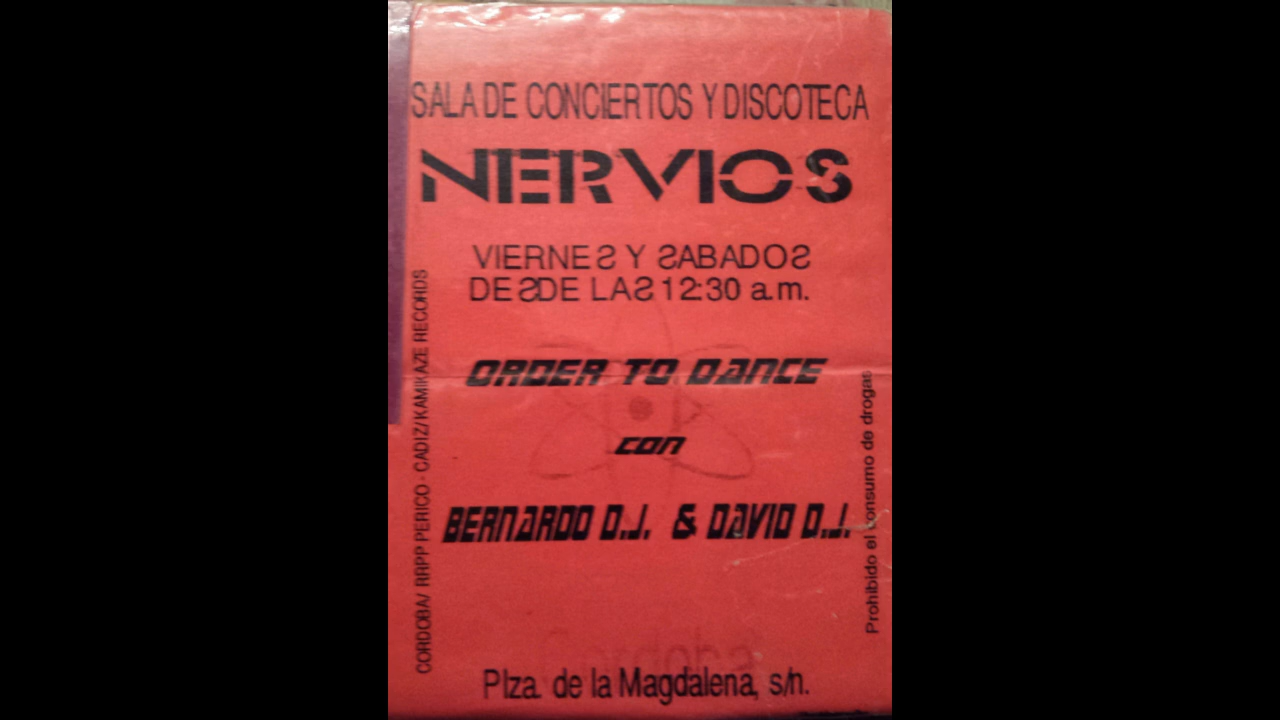 SALA DE CONCIERTOS Y DISCOTECA
NERVIOS
VIERNES Y SABADOS
DESDE LAS 12:30 a.m.
ORDER TO DANCE
con
BERNARDO D.J. & DAVID D.J.
Cordoba
Plza. de la Magdalena, s/n.
CORDOBA/ RRPP PERICO - CADIZ/KAMIKAZE RECORDS
Prohibido el consumo de drogas